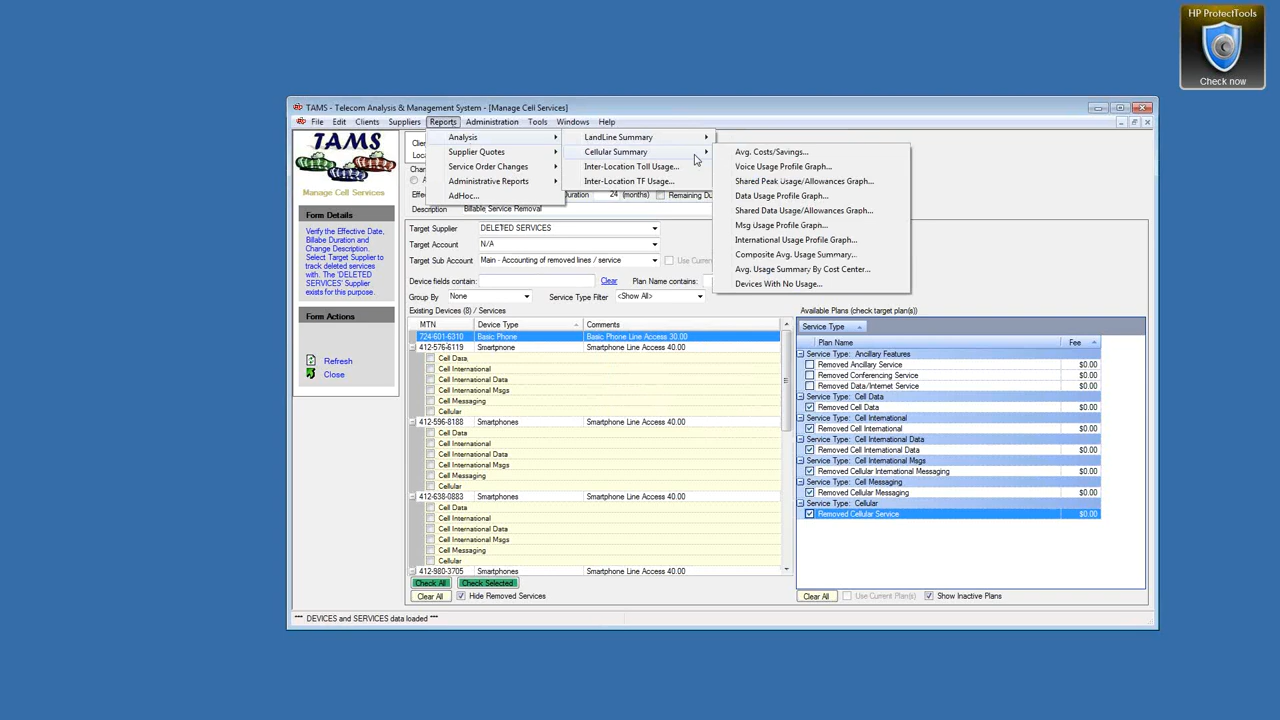 HP ProtectTools
Check now
TAMS - Telecom Analysis & Management System - [Manage Cell Services]
File Edit Clients Suppliers Reports Administration Tools Windows Help
TAMS
Manage Cell Services
Form Details
Verify the Effective Date, Billabe Duration and Change Description.
Select Target Supplier to track deleted services with. The 'DELETED SERVICES' Supplier exists for this purpose.
Form Actions
Refresh
Close
Analysis
Supplier Quotes
Service Order Changes
Administrative Reports
AdHoc...
LandLine Summary
Cellular Summary
Inter-Location Toll Usage...
Inter-Location TF Usage...
Avg. Costs/Savings...
Voice Usage Profile Graph...
Shared Peak Usage/Allowances Graph...
Data Usage Profile Graph...
Shared Data Usage/Allowances Graph...
Msg Usage Profile Graph...
International Usage Profile Graph...
Composite Avg. Usage Summary...
Avg. Usage Summary By Cost Center...
Devices With No Usage...
24 (months)
Description Billable Service Removal
Target Supplier DELETED SERVICES
Target Account N/A
Target Sub Account Main - Accounting of removed lines / service
Device fields contain: Clear Plan Name contains:
Group By None Service Type Filter <Show All>
Existing Devices (8) / Services
MTN Device Type Comments
724-601-6310 Basic Phone Basic Phone Line Access 30.00
412-576-6119 Smartphone Smartphone Line Access 40.00
Cell Data
Cell International
Cell International Data
Cell International Msgs
Cell Messaging
Cellular
412-596-8188 Smartphones Smartphone Line Access 40.00
Cell Data
Cell International
Cell International Data
Cell International Msgs
Cell Messaging
Cellular
412-638-0883 Smartphones Smartphone Line Access 40.00
Cell Data
Cell International
Cell International Data
Cell International Msgs
Cell Messaging
Cellular
412-980-3705 Smartphones Smartphone Line Access 40.00
Check All Check Selected
Clear All Hide Removed Services
Available Plans (check target plan(s))
Service Type
Plan Name Fee
Service Type: Ancillary Features
Removed Ancillary Service $0.00
Removed Conferencing Service $0.00
Removed Data/Internet Service $0.00
Service Type: Cell Data
Removed Cell Data $0.00
Service Type: Cell International
Removed Cell International $0.00
Service Type: Cell International Data
Removed Cell International Data $0.00
Service Type: Cell International Msgs
Removed Cellular International Messaging $0.00
Service Type: Cell Messaging
Removed Cellular Messaging $0.00
Service Type: Cellular
Removed Cellular Service $0.00
Clear All Use Current Plan(s) Show Inactive Plans
*** DEVICES and SERVICES data loaded ***